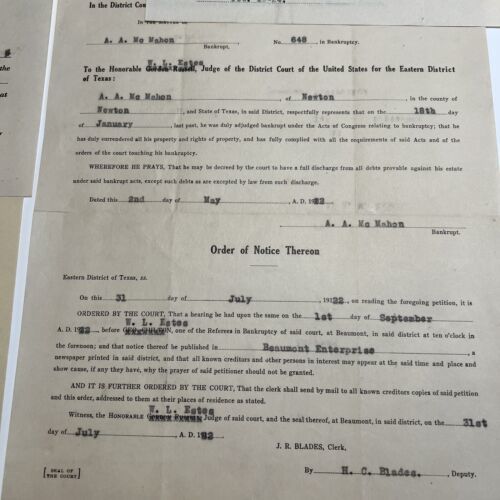 In the District Cou
In the Matter of
A. A. Mc Mahon
Bankrupt.
No. 648, in Bankruptcy.
W. L. Estes
To the Honorable Judge of the District Court of the United States for the Eastern District
of Texas:
A. A. Mc Mahon, of Newton, in the county of
Newton, and State of Texas, in said District, respectfully represents that on the 18th day
of January, last past, he was duly adjudged bankrupt under the Acts of Congress relating to bankruptcy; that he
has duly surrendered all his property and rights of property, and has fully complied with all the requirements of said Acts and of the
orders of the court touching his bankruptcy.
WHEREFORE HE PRAYS, That he may be decreed by the court to have a full discharge from all debts provable against his estate
under said bankrupt acts, except such debts as are excepted by law from such discharge.
Dated this 2nd day of May, A. D. 1922
A. A. Mc Mahon
Bankrupt.
Order of Notice Thereon
Eastern District of Texas, ss.
On this 31 day of July, 1922, on reading the foregoing petition, it is
ORDERED BY THE COURT, That a hearing be had upon the same on the 1st day of September
W. L. Estes
A. D. 1922, before one of the Referees in Bankruptcy of said court, at Beaumont, in said district at ten o'clock in
the forenoon; and that notice thereof be published in Beaumont Enterprise, a
newspaper printed in said district, and that all known creditors and other persons in interest may appear at the said time and place and
show cause, if any they have, why the prayer of said petitioner should not be granted.
AND IT IS FURTHER ORDERED BY THE COURT, That the clerk shall send by mail to all known creditors copies of said petition
and this order, addressed to them at their places of residence as stated.
W. L. Estes
Witness, the HONORABLE Judge of said court, and the seal thereof, at Beaumont, in said district, on the 31st
day of July A. D. 1922
J. R. BLADES, Clerk,
[SEAL OF
THE COURT]
By H. C. Blades., Deputy.
the
at